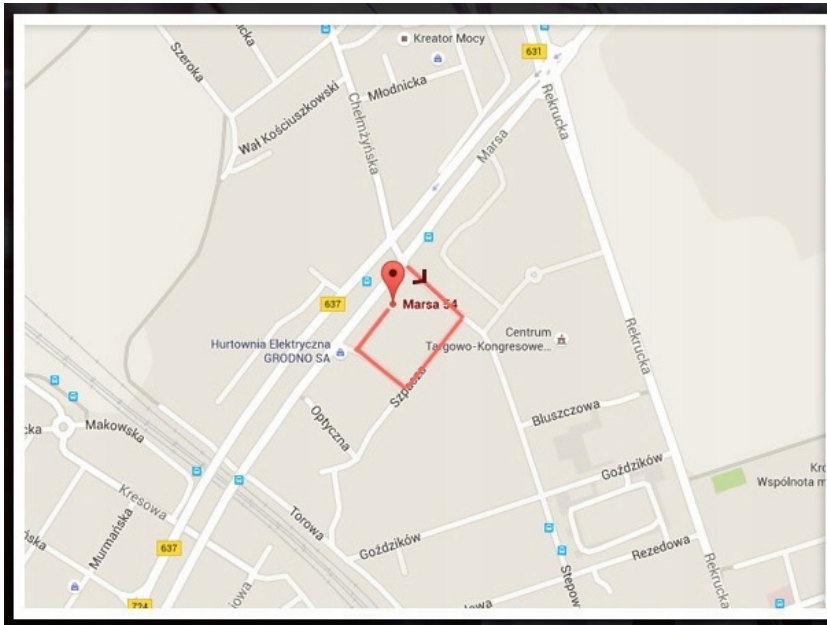 Kreator Mocy
631
Szeroka
Młodnicka
Wał Kościuszkowski
Chełmżyńska
Marsa
Rekrucka
Marsa 54
637
Hurtownia Elektryczna
GRODNO SA
Centrum
Targowo-Kongresowe...
Rekrucka
Szpacza
Optyczna
Bluszczowa
Makowska
Kresowa
Goździków
Wspólnota m
Murmańska
Torowa
637
Goździków
Rezedowa
Rekrucka
Stepow
724